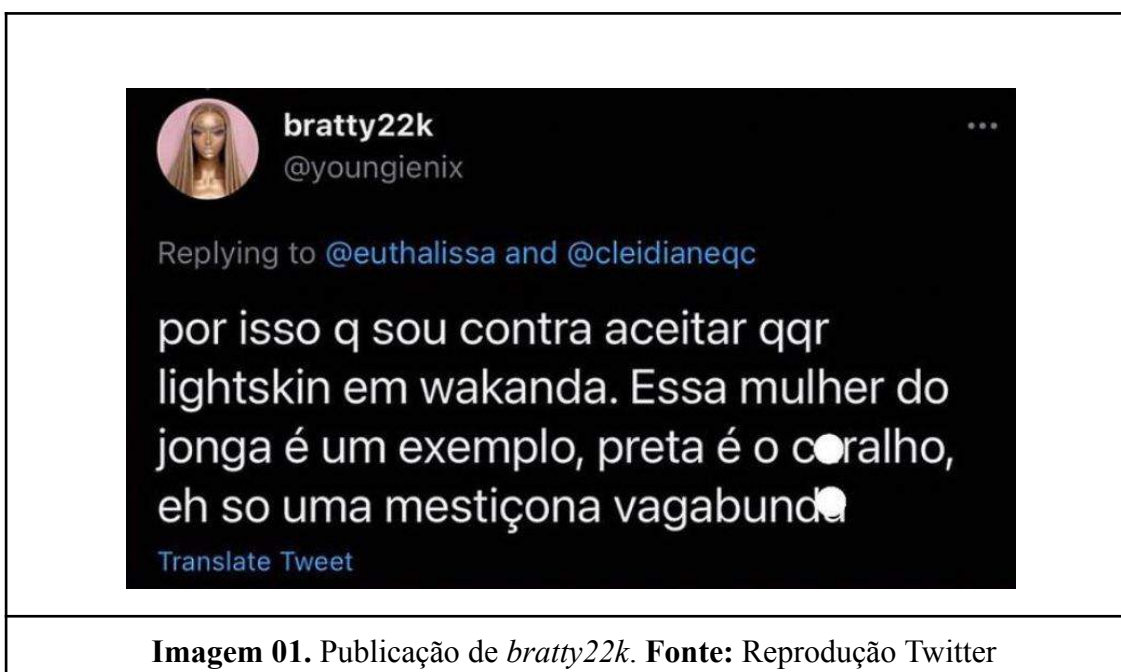 bratty22k
@youngienix
Replying to @euthalissa and @cleidianeqc
por isso q sou contra aceitar qqr
lightskin em wakanda. Essa mulher do
jonga é um exemplo, preta é o c ralho,
eh so uma mestiçona vagabunda
Translate Tweet
Imagem 01. Publicação de bratty22k. Fonte: Reprodução Twitter